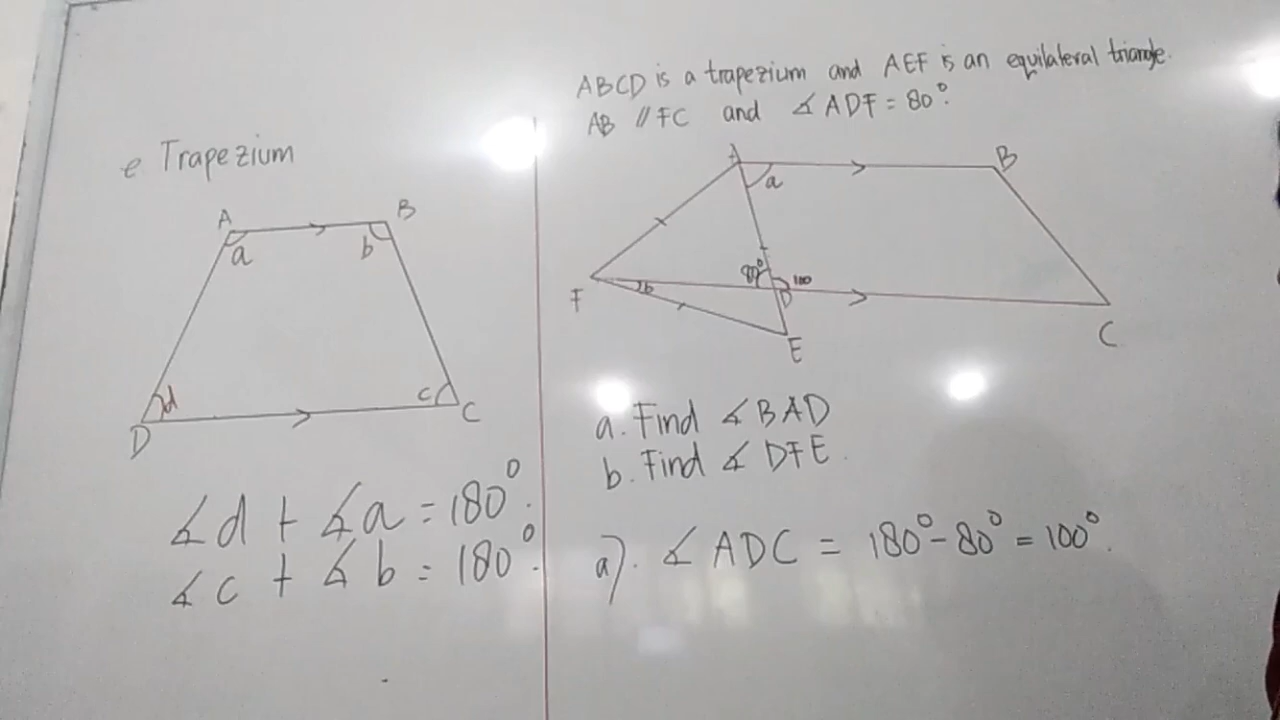 e Trapezium
A
B
a
b
d
c
D
C
∡d + ∡a = 180°.
∡c + ∡b = 180°.
ABCD is a trapezium and AEF is an equilateral triangle.
AB // FC and ∡ADF = 80°.
A
B
a
80°
100
F
b
D
E
C
a. Find ∡BAD
b. Find ∡DFE.
a). ∡ADC = 180° - 80° = 100°.